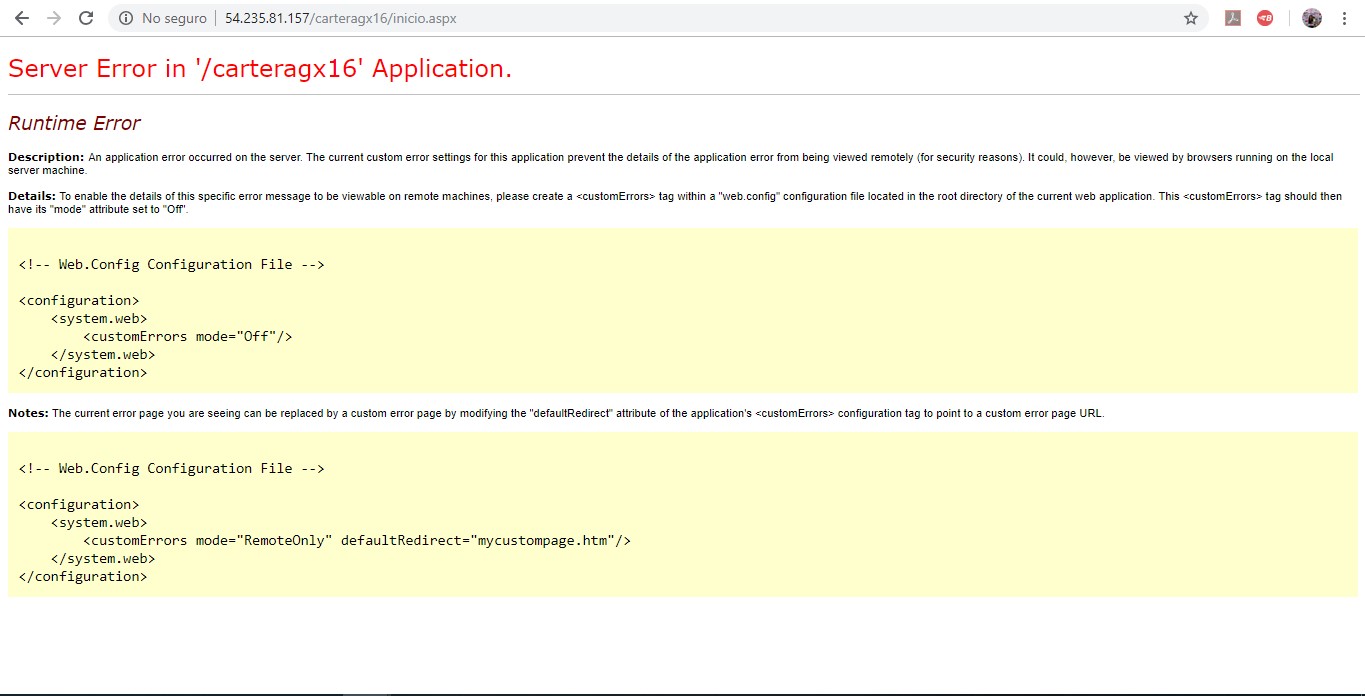 No seguro | 54.235.81.157/carteragx16/inicio.aspx
Server Error in '/carteragx16' Application.
Runtime Error
Description: An application error occurred on the server. The current custom error settings for this application prevent the details of the application error from being viewed remotely (for security reasons). It could, however, be viewed by browsers running on the local
server machine.
Details: To enable the details of this specific error message to be viewable on remote machines, please create a <customErrors> tag within a "web.config" configuration file located in the root directory of the current web application. This <customErrors> tag should then
have its "mode" attribute set to "Off".
<!-- Web.Config Configuration File -->
<configuration>
    <system.web>
        <customErrors mode="Off"/>
    </system.web>
</configuration>
Notes: The current error page you are seeing can be replaced by a custom error page by modifying the "defaultRedirect" attribute of the application's <customErrors> configuration tag to point to a custom error page URL.
<!-- Web.Config Configuration File -->
<configuration>
    <system.web>
        <customErrors mode="RemoteOnly" defaultRedirect="mycustompage.htm"/>
    </system.web>
</configuration>